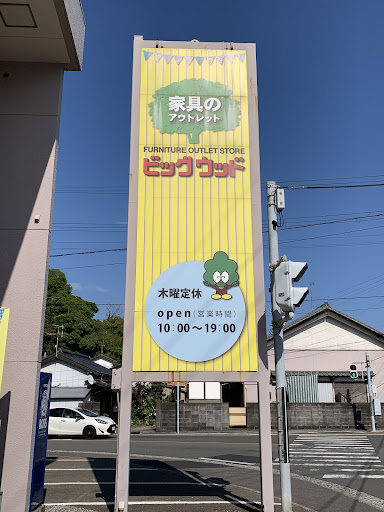 家具の
アウトレット
FURNITURE OUTLET STORE
ビッグウッド
木曜定休
open（営業時間）
10:00〜19:00